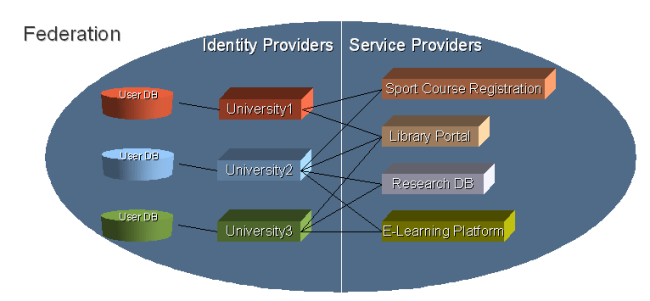 Federation
Identity Providers
Service Providers
User DB
University1
Sport Course Registration
Library Portal
User DB
University2
Research DB
User DB
University3
E-Learning Platform